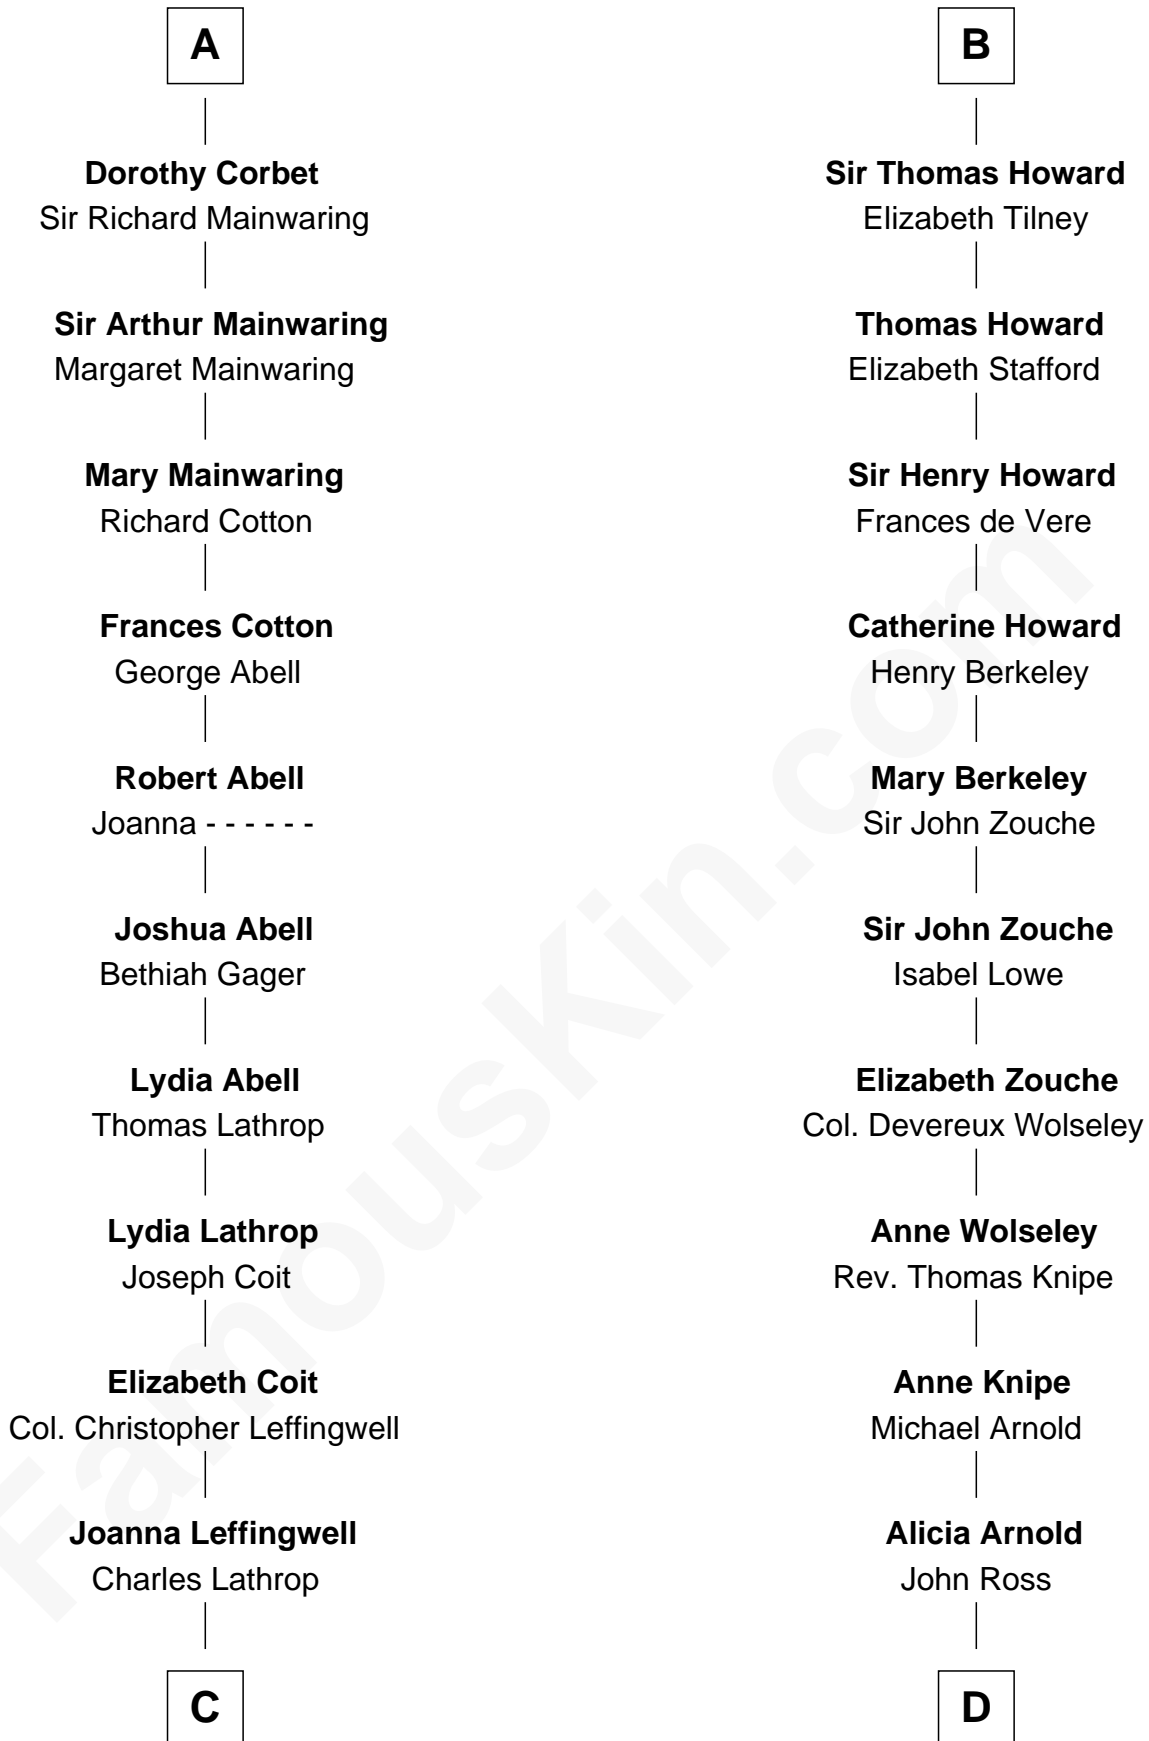 A
Dorothy Corbet
Sir Richard Mainwaring
Sir Arthur Mainwaring
Margaret Mainwaring
Mary Mainwaring
Richard Cotton
Frances Cotton
George Abell
Robert Abell
Joanna - - - - - -
Joshua Abell
Bethiah Gager
Lydia Abell
Thomas Lathrop
Lydia Lathrop
Joseph Coit
Elizabeth Coit
Col. Christopher Leffingwell
Joanna Leffingwell
Charles Lathrop
C
B
Sir Thomas Howard
Elizabeth Tilney
Thomas Howard
Elizabeth Stafford
Sir Henry Howard
Frances de Vere
Catherine Howard
Henry Berkeley
Mary Berkeley
Sir John Zouche
Sir John Zouche
Isabel Lowe
Elizabeth Zouche
Col. Devereux Wolseley
Anne Wolseley
Rev. Thomas Knipe
Anne Knipe
Michael Arnold
Alicia Arnold
John Ross
D
FamousKin.com